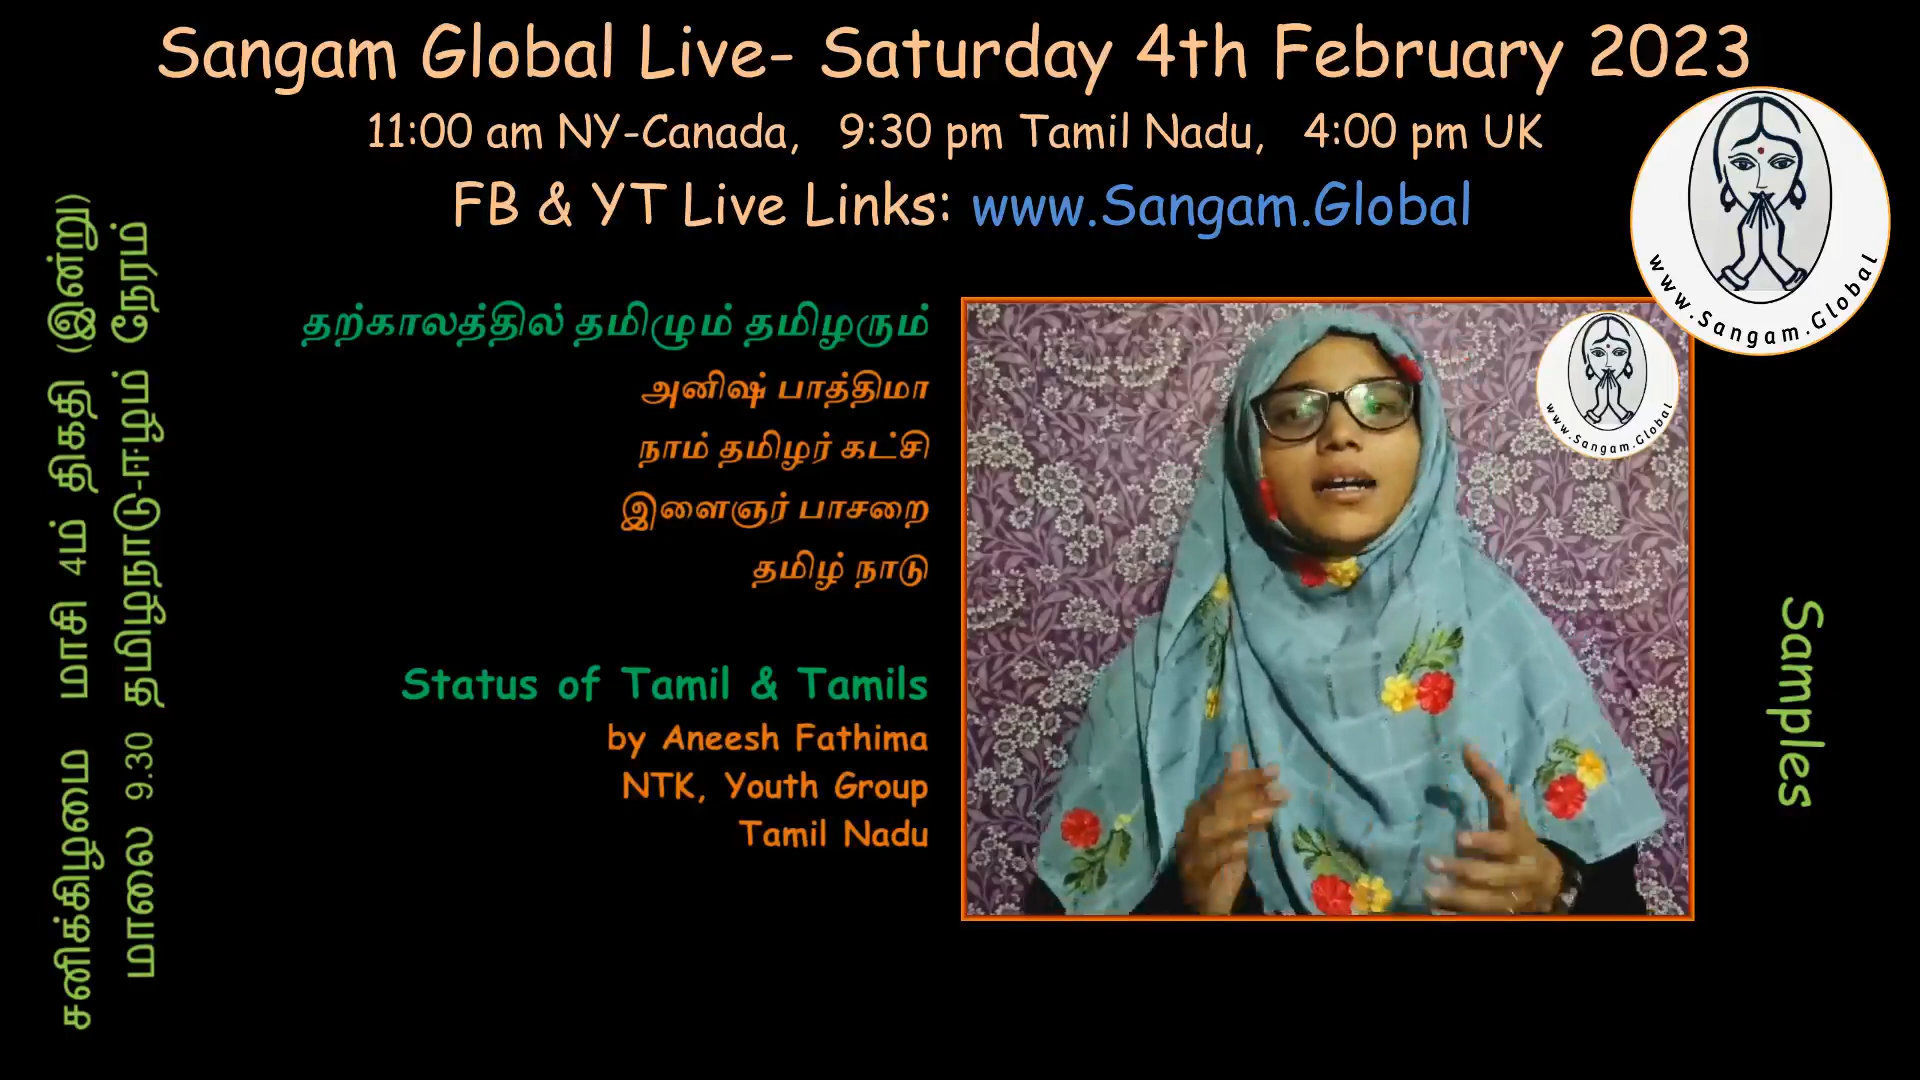 Sangam Global Live- Saturday 4th February 2023
11:00 am NY-Canada, 9:30 pm Tamil Nadu, 4:00 pm UK
FB & YT Live Links: www.Sangam.Global
www.Sangam.Global
சனிக்கிழமை மாசி 4ம் திகதி (இன்று)
மாலை 9.30 தமிழநாடு-ஈழம் நேரம்
தற்காலத்தில் தமிழும் தமிழரும்
அனிஷ் பாத்திமா
நாம் தமிழர் கட்சி
இளைஞர் பாசறை
தமிழ் நாடு
Status of Tamil & Tamils
by Aneesh Fathima
NTK, Youth Group
Tamil Nadu
www.Sangam.Global
Samples